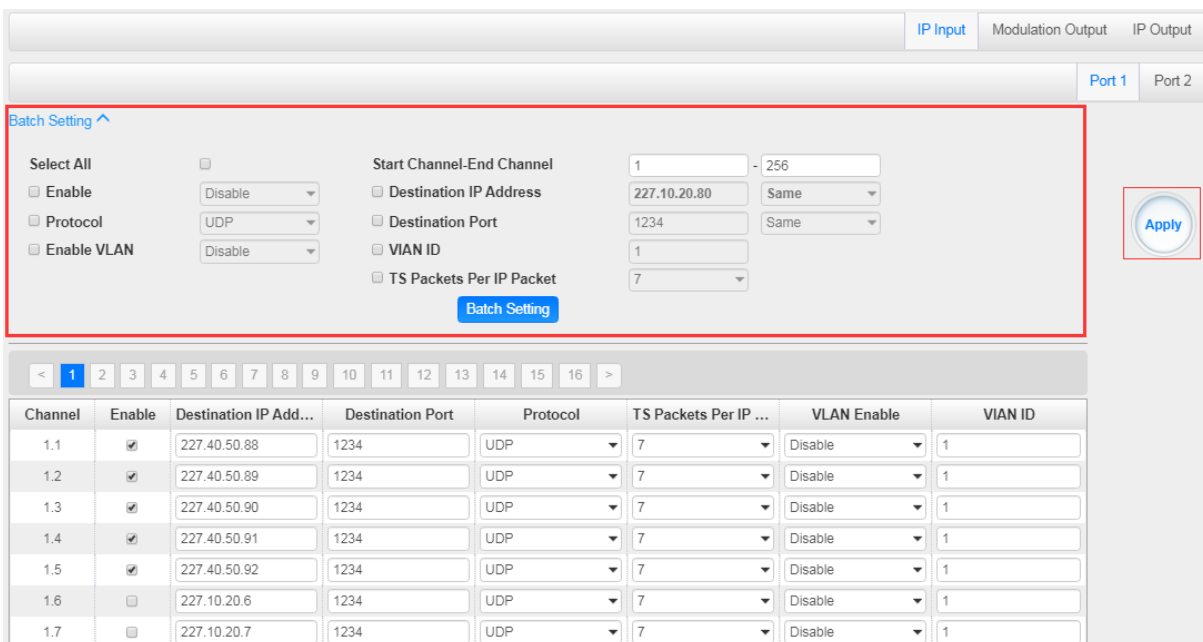 IP Input Modulation Output IP Output
Port 1 Port 2
Batch Setting
Select All Start Channel-End Channel 1 - 256
Enable Disable Destination IP Address 227.10.20.80 Same
Protocol UDP Destination Port 1234 Same
Apply
Enable VLAN Disable VIAN ID 1
TS Packets Per IP Packet 7
Batch Setting
< 1 2 3 4 5 6 7 8 9 10 11 12 13 14 15 16 >
Channel Enable Destination IP Add... Destination Port Protocol TS Packets Per IP ... VLAN Enable VIAN ID
1.1 227.40.50.88 1234 UDP 7 Disable 1
1.2 227.40.50.89 1234 UDP 7 Disable 1
1.3 227.40.50.90 1234 UDP 7 Disable 1
1.4 227.40.50.91 1234 UDP 7 Disable 1
1.5 227.40.50.92 1234 UDP 7 Disable 1
1.6 227.10.20.6 1234 UDP 7 Disable 1
1.7 227.10.20.7 1234 UDP 7 Disable 1